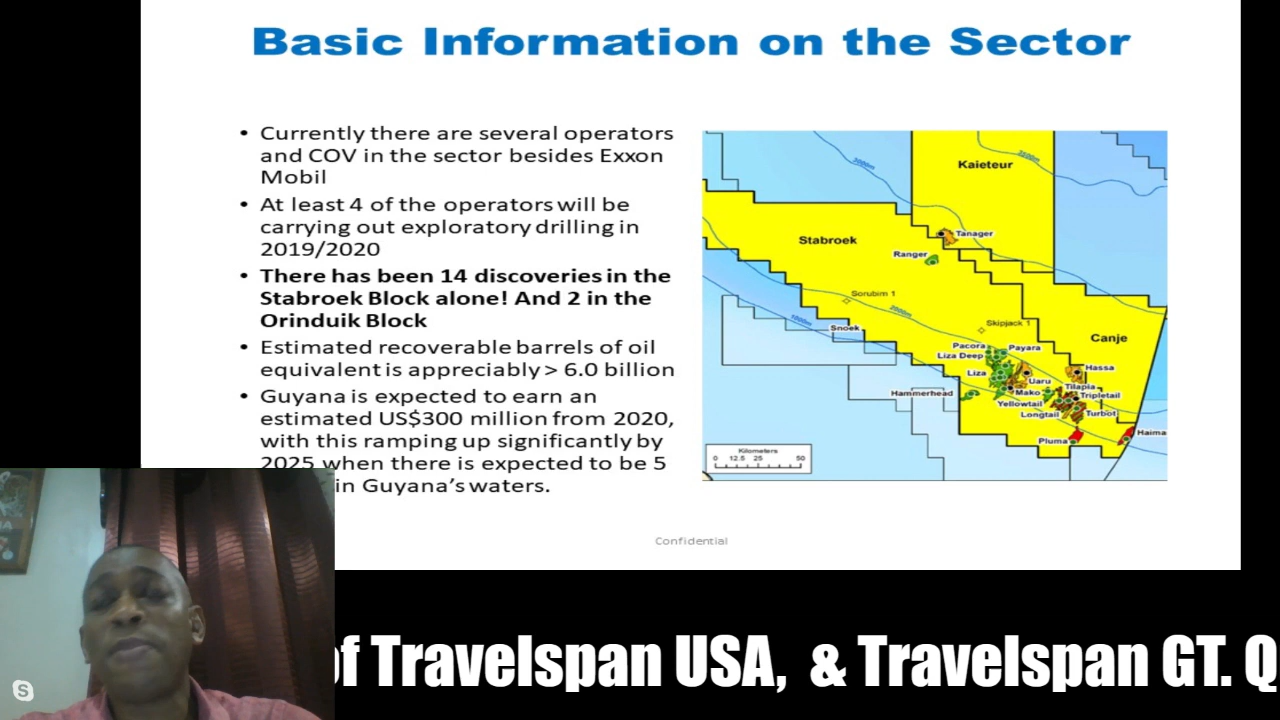 Basic Information on the Sector
• Currently there are several operators
and COV in the sector besides Exxon
Mobil
• At least 4 of the operators will be
carrying out exploratory drilling in
2019/2020
• There has been 14 discoveries in the
Stabroek Block alone! And 2 in the
Orinduik Block
• Estimated recoverable barrels of oil
equivalent is appreciably > 6.0 billion
• Guyana is expected to earn an
estimated US$300 million from 2020,
with this ramping up significantly by
2025 when there is expected to be 5
in Guyana's waters.
Kaieteur
3000m
2500m
Tanager
Stabroek
Ranger
Sorubim 1
2000m
1000m
Snoek
Skipjack 1
Canje
Pacora
Payara
Liza Deep
Liza
Uaru
Hassa
Mako
Tilapia
Tripletail
Hammerhead
Yellowtail
Longtail
Turbot
Pluma
Haima
Kilometers
0 12.5 25 50
Confidential
of Travelspan USA, & Travelspan GT. Q
S